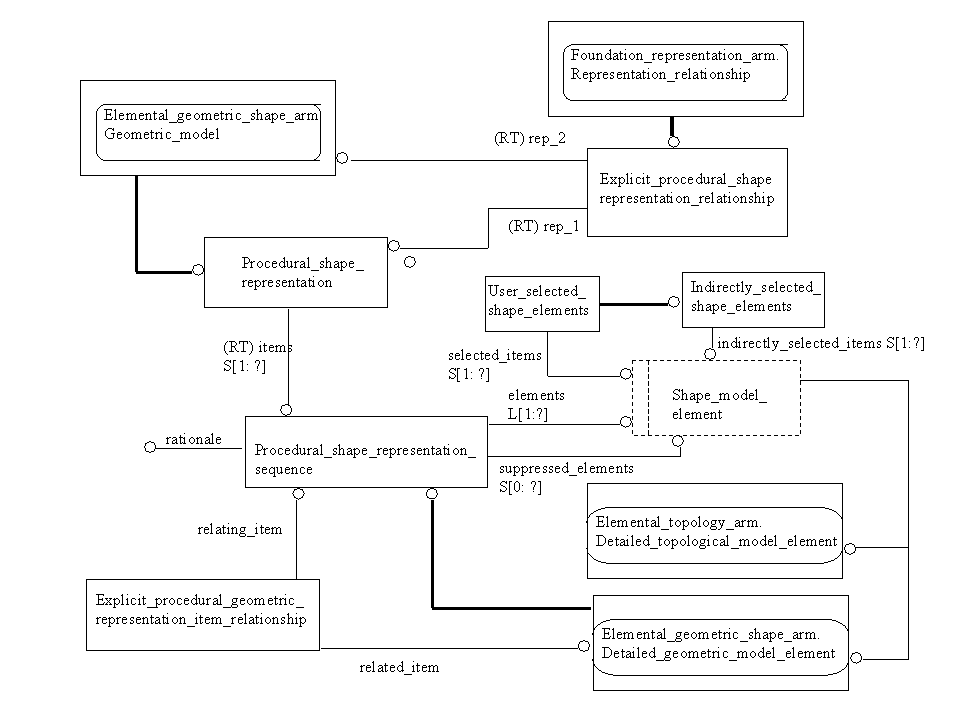 Foundation_representation_arm.
Representation_relationship
Elemental_geometric_shape_arm
Geometric_model
(RT) rep_2
Explicit_procedural_shape
representation_relationship
(RT) rep_1
Procedural_shape_
representation
User_selected_
shape_elements
Indirectly_selected_
shape_elements
(RT) items
S[1: ?]
selected_items
S[1: ?]
indirectly_selected_items S[1:?]
elements
L[1:?]
Shape_model_
element
rationale
Procedural_shape_representation_
sequence
suppressed_elements
S[0: ?]
relating_item
Elemental_topology_arm.
Detailed_topological_model_element
Explicit_procedural_geometric_
representation_item_relationship
Elemental_geometric_shape_arm.
Detailed_geometric_model_element
related_item